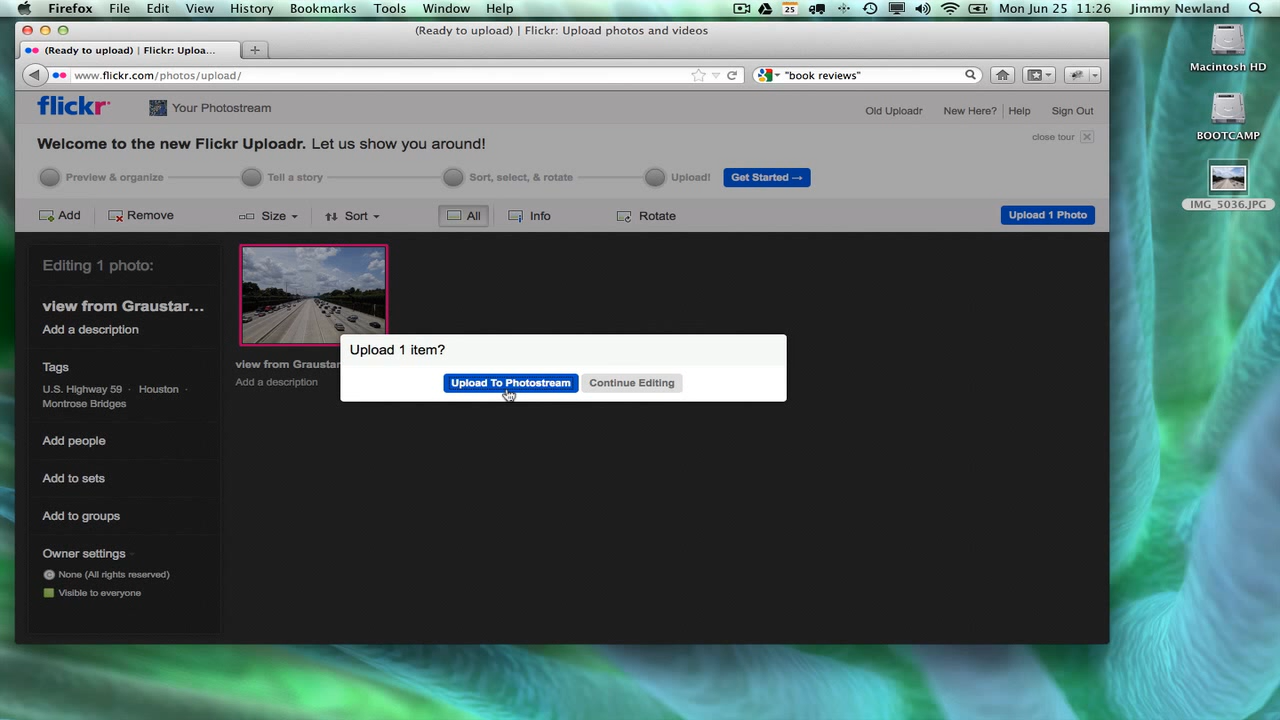 Firefox File Edit View History Bookmarks Tools Window Help 25 Mon Jun 25 11:26 Jimmy Newland
(Ready to upload) | Flickr: Upload photos and videos
(Ready to upload) | Flickr: Uploa...
www.flickr.com/photos/upload/ "book reviews"
flickr Your Photostream Old Uploadr New Here? Help Sign Out
Welcome to the new Flickr Uploadr. Let us show you around! close tour
Preview & organize Tell a story Sort, select, & rotate Upload! Get Started →
Add Remove Size Sort All Info Rotate Upload 1 Photo
Editing 1 photo:
view from Graustar...
Add a description
Tags
U.S. Highway 59 · Houston ·
Montrose Bridges
Add people
Add to sets
Add to groups
Owner settings
None (All rights reserved)
Visible to everyone
view from Graustar
Add a description
Upload 1 item?
Upload To Photostream Continue Editing
Macintosh HD
BOOTCAMP
IMG_5036.JPG